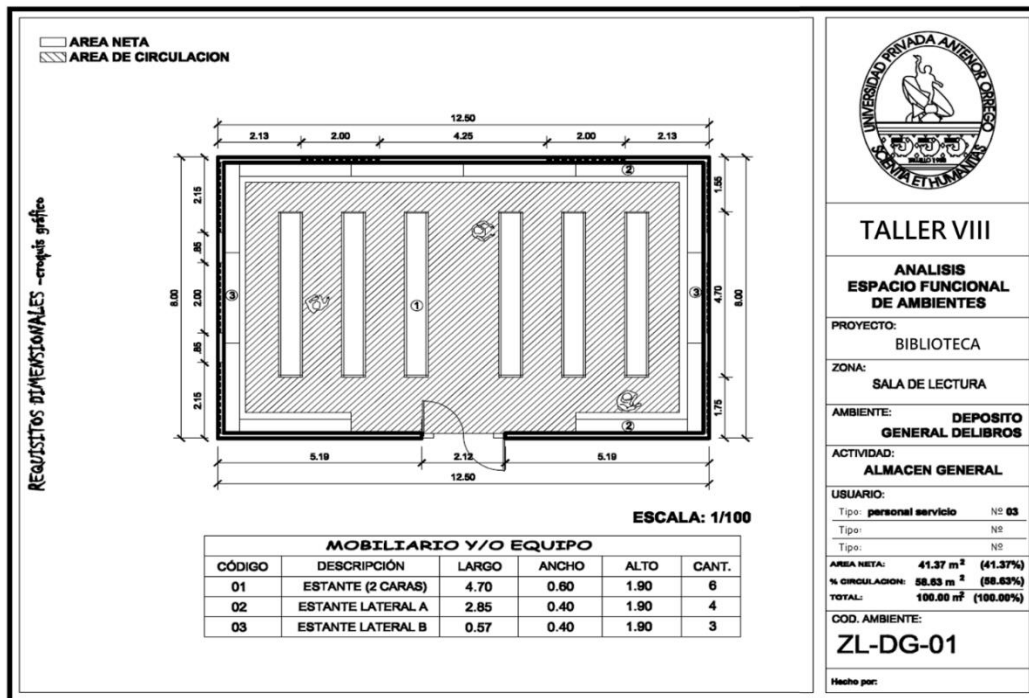 AREA NETA
AREA DE CIRCULACION
REQUISITOS DIMENSIONALES -croquis gráfico
12.50
2.13 2.00 4.25 2.00 2.13
8.00
2.15
.85
2.00
.85
2.15
1.55
4.70
1.75
8.00
2
3
1
3
2
5.19 2.12 5.19
12.50
ESCALA: 1/100
MOBILIARIO Y/O EQUIPO
CÓDIGO DESCRIPCIÓN LARGO ANCHO ALTO CANT.
01 ESTANTE (2 CARAS) 4.70 0.60 1.90 6
02 ESTANTE LATERAL A 2.85 0.40 1.90 4
03 ESTANTE LATERAL B 0.57 0.40 1.90 3
UNIVERSIDAD PRIVADA ANTENOR ORREGO
SCIENTIA ET HUMANITAS
TALLER VIII
ANALISIS
ESPACIO FUNCIONAL
DE AMBIENTES
PROYECTO:
BIBLIOTECA
ZONA:
SALA DE LECTURA
AMBIENTE: DEPOSITO
GENERAL DELIBROS
ACTIVIDAD:
ALMACEN GENERAL
USUARIO:
Tipo: personal servicio Nº 03
Tipo: Nº
Tipo: Nº
AREA NETA: 41.37 m² (41.37%)
% CIRCULACION: 58.63 m² (58.63%)
TOTAL: 100.00 m² (100.00%)
COD. AMBIENTE:
ZL-DG-01
Hecho por: